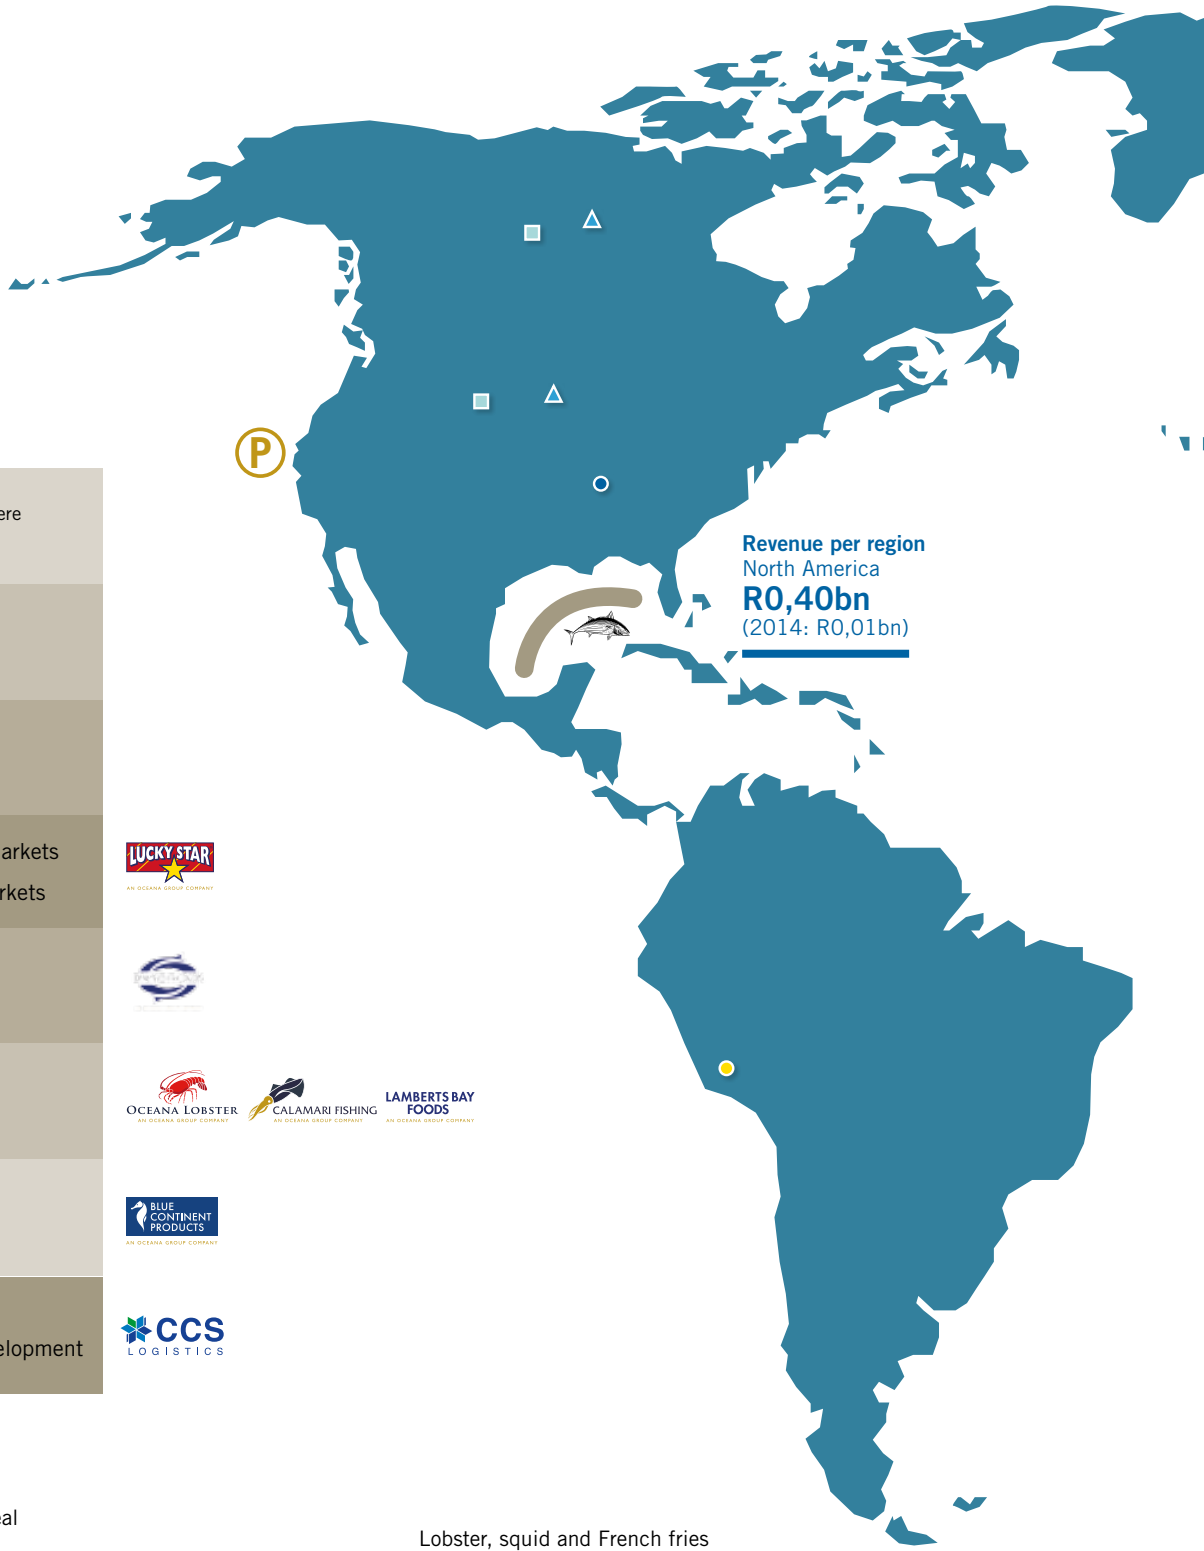 P
ere
Revenue per region
North America
R0,40bn
(2014: R0,01bn)
arkets
rkets
LUCKY STAR
AN OCEANA GROUP COMPANY
OCEANA LOBSTER
AN OCEANA GROUP COMPANY
CALAMARI FISHING
AN OCEANA GROUP COMPANY
LAMBERTS BAY
FOODS
AN OCEANA GROUP COMPANY
BLUE
CONTINENT
PRODUCTS
AN OCEANA GROUP COMPANY
CCS
LOGISTICS
elopment
eal
Lobster, squid and French fries